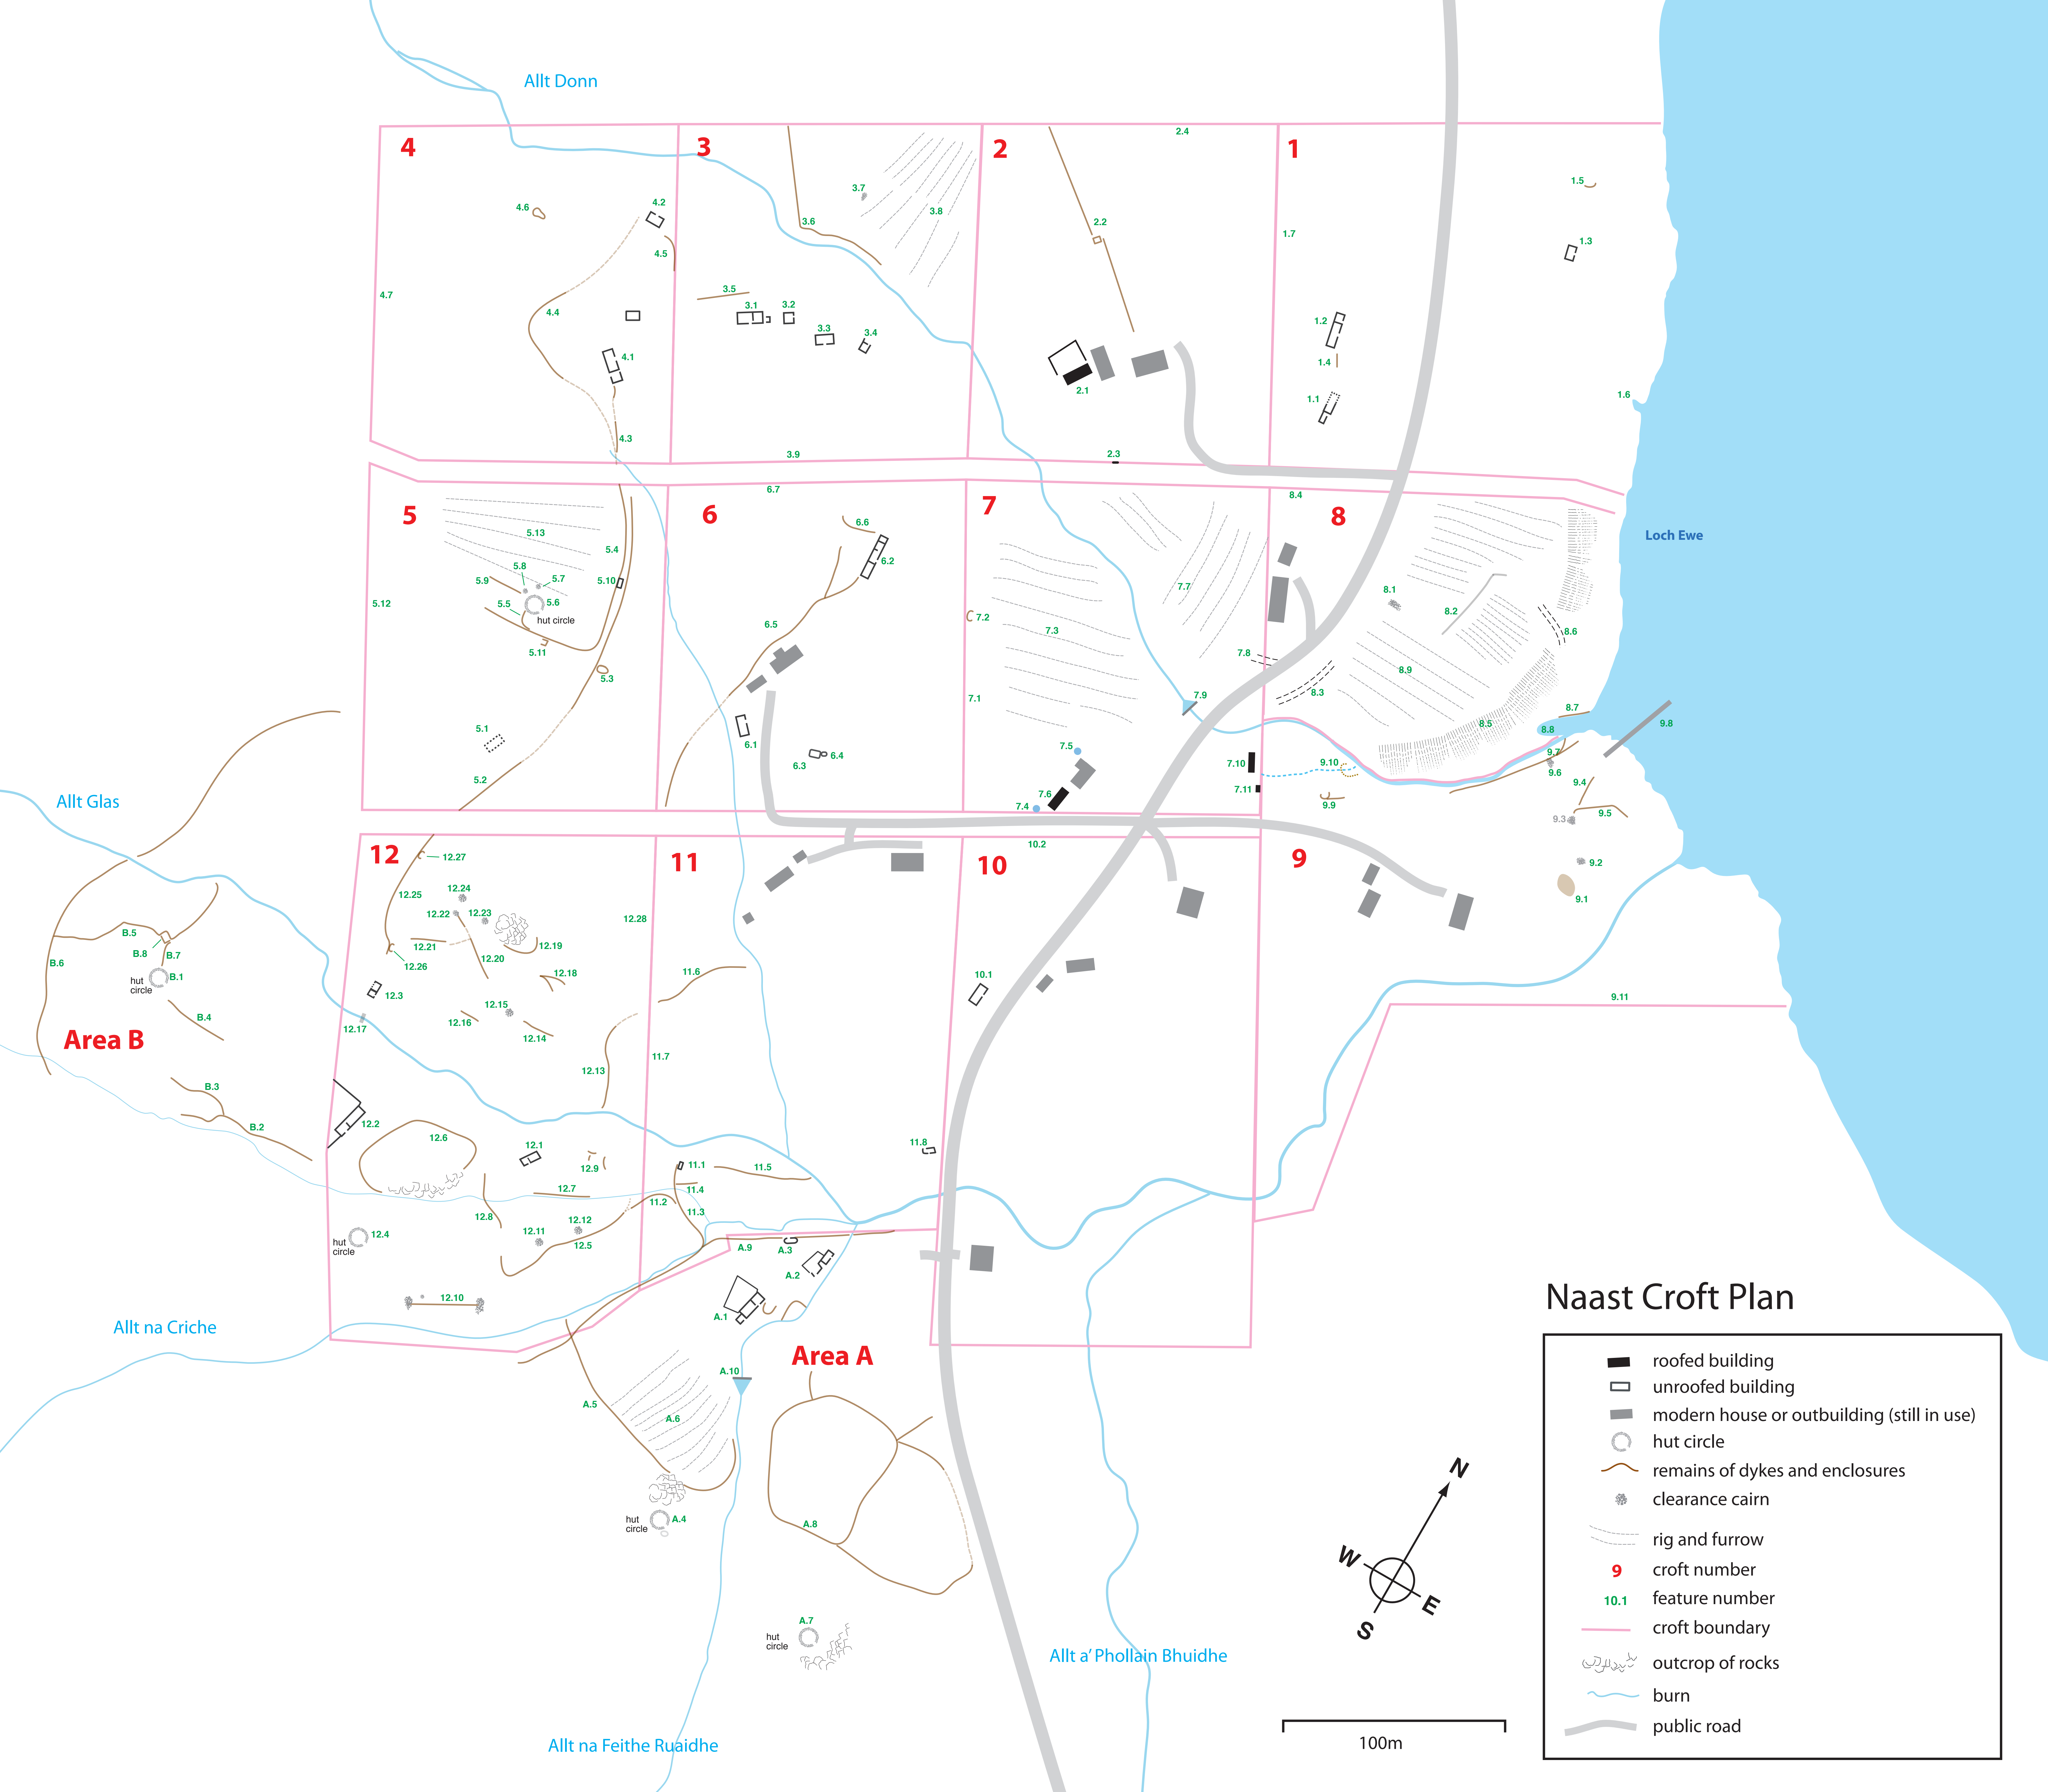 Allt Donn
4
3
2
2.4
1
1.5
3.7
4.2
4.6
3.8
3.6
2.2
1.7
1.3
4.5
4.7
3.5
3.1
3.2
4.4
3.3
3.4
1.2
4.1
1.4
2.1
1.1
1.6
4.3
3.9
2.3
Loch Ewe
6.7
8.4
5
6
7
8
6.6
5.13
5.4
6.2
5.8
5.7
5.9
5.10
7.7
8.1
5.12
5.5
5.6
hut circle
7.2
8.2
6.5
7.3
8.6
5.11
7.8
8.9
5.3
7.1
7.9
8.3
8.7
5.1
6.1
7.5
8.5
8.8
9.8
6.3
6.4
7.10
9.10
9.7
9.6
5.2
7.6
7.11
9.4
Allt Glas
7.4
9.9
9.5
9.3
12
12.27
11
10.2
10
9
9.2
12.25
12.24
9.1
12.22
12.23
12.28
B.5
12.21
12.19
B.8
B.7
12.20
B.6
12.26
12.18
11.6
10.1
hut
circle
B.1
12.3
12.15
9.11
B.4
12.17
12.16
12.14
Area B
11.7
12.13
B.3
B.2
12.2
12.6
12.1
11.8
12.9
11.1
11.5
12.7
11.4
11.2
12.8
12.11
12.12
11.3
hut
circle
12.4
12.5
A.9
A.3
A.2
12.10
A.1
Allt na Criche
Area A
A.10
A.5
A.6
hut
circle
A.4
A.8
A.7
hut
circle
Allt a’ Phollain Bhuidhe
Allt na Feithe Ruaidhe
N
W
E
S
100m
Naast Croft Plan
roofed building
unroofed building
modern house or outbuilding (still in use)
hut circle
remains of dykes and enclosures
clearance cairn
rig and furrow
9 croft number
10.1 feature number
croft boundary
outcrop of rocks
burn
public road